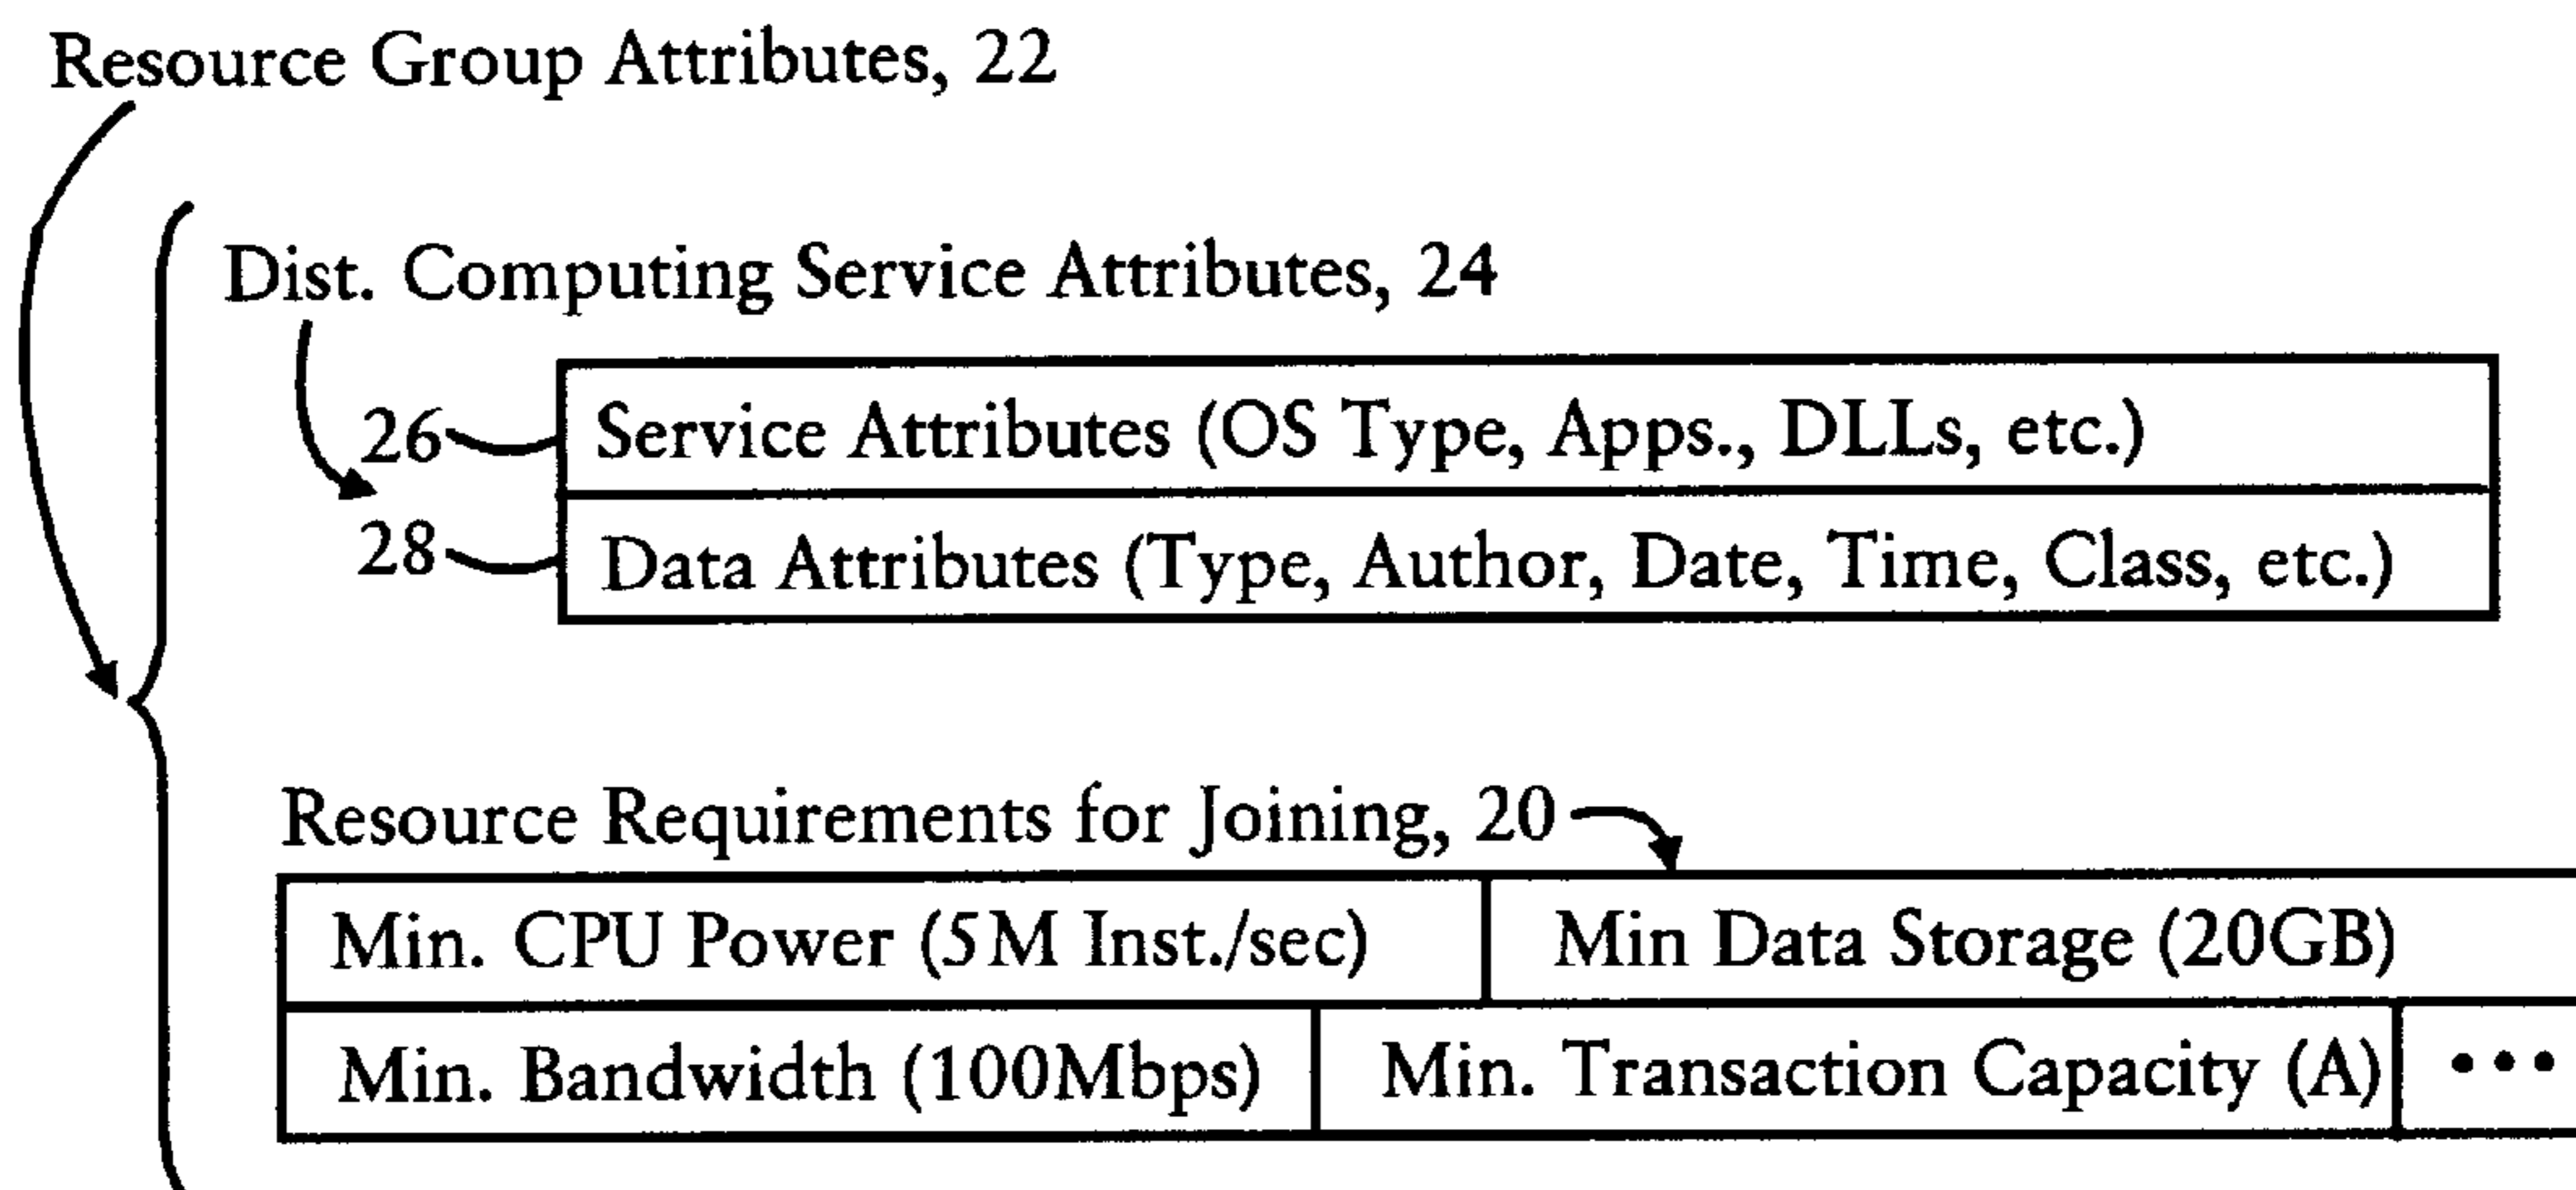 Resource Group Attributes, 22
Dist. Computing Service Attributes, 24
26 Service Attributes (OS Type, Apps., DLLs, etc.)
28 Data Attributes (Type, Author, Date, Time, Class, etc.)
Resource Requirements for Joining, 20
Min. CPU Power (5M Inst./sec) Min Data Storage (20GB)
Min. Bandwidth (100Mbps) Min. Transaction Capacity (A) •••